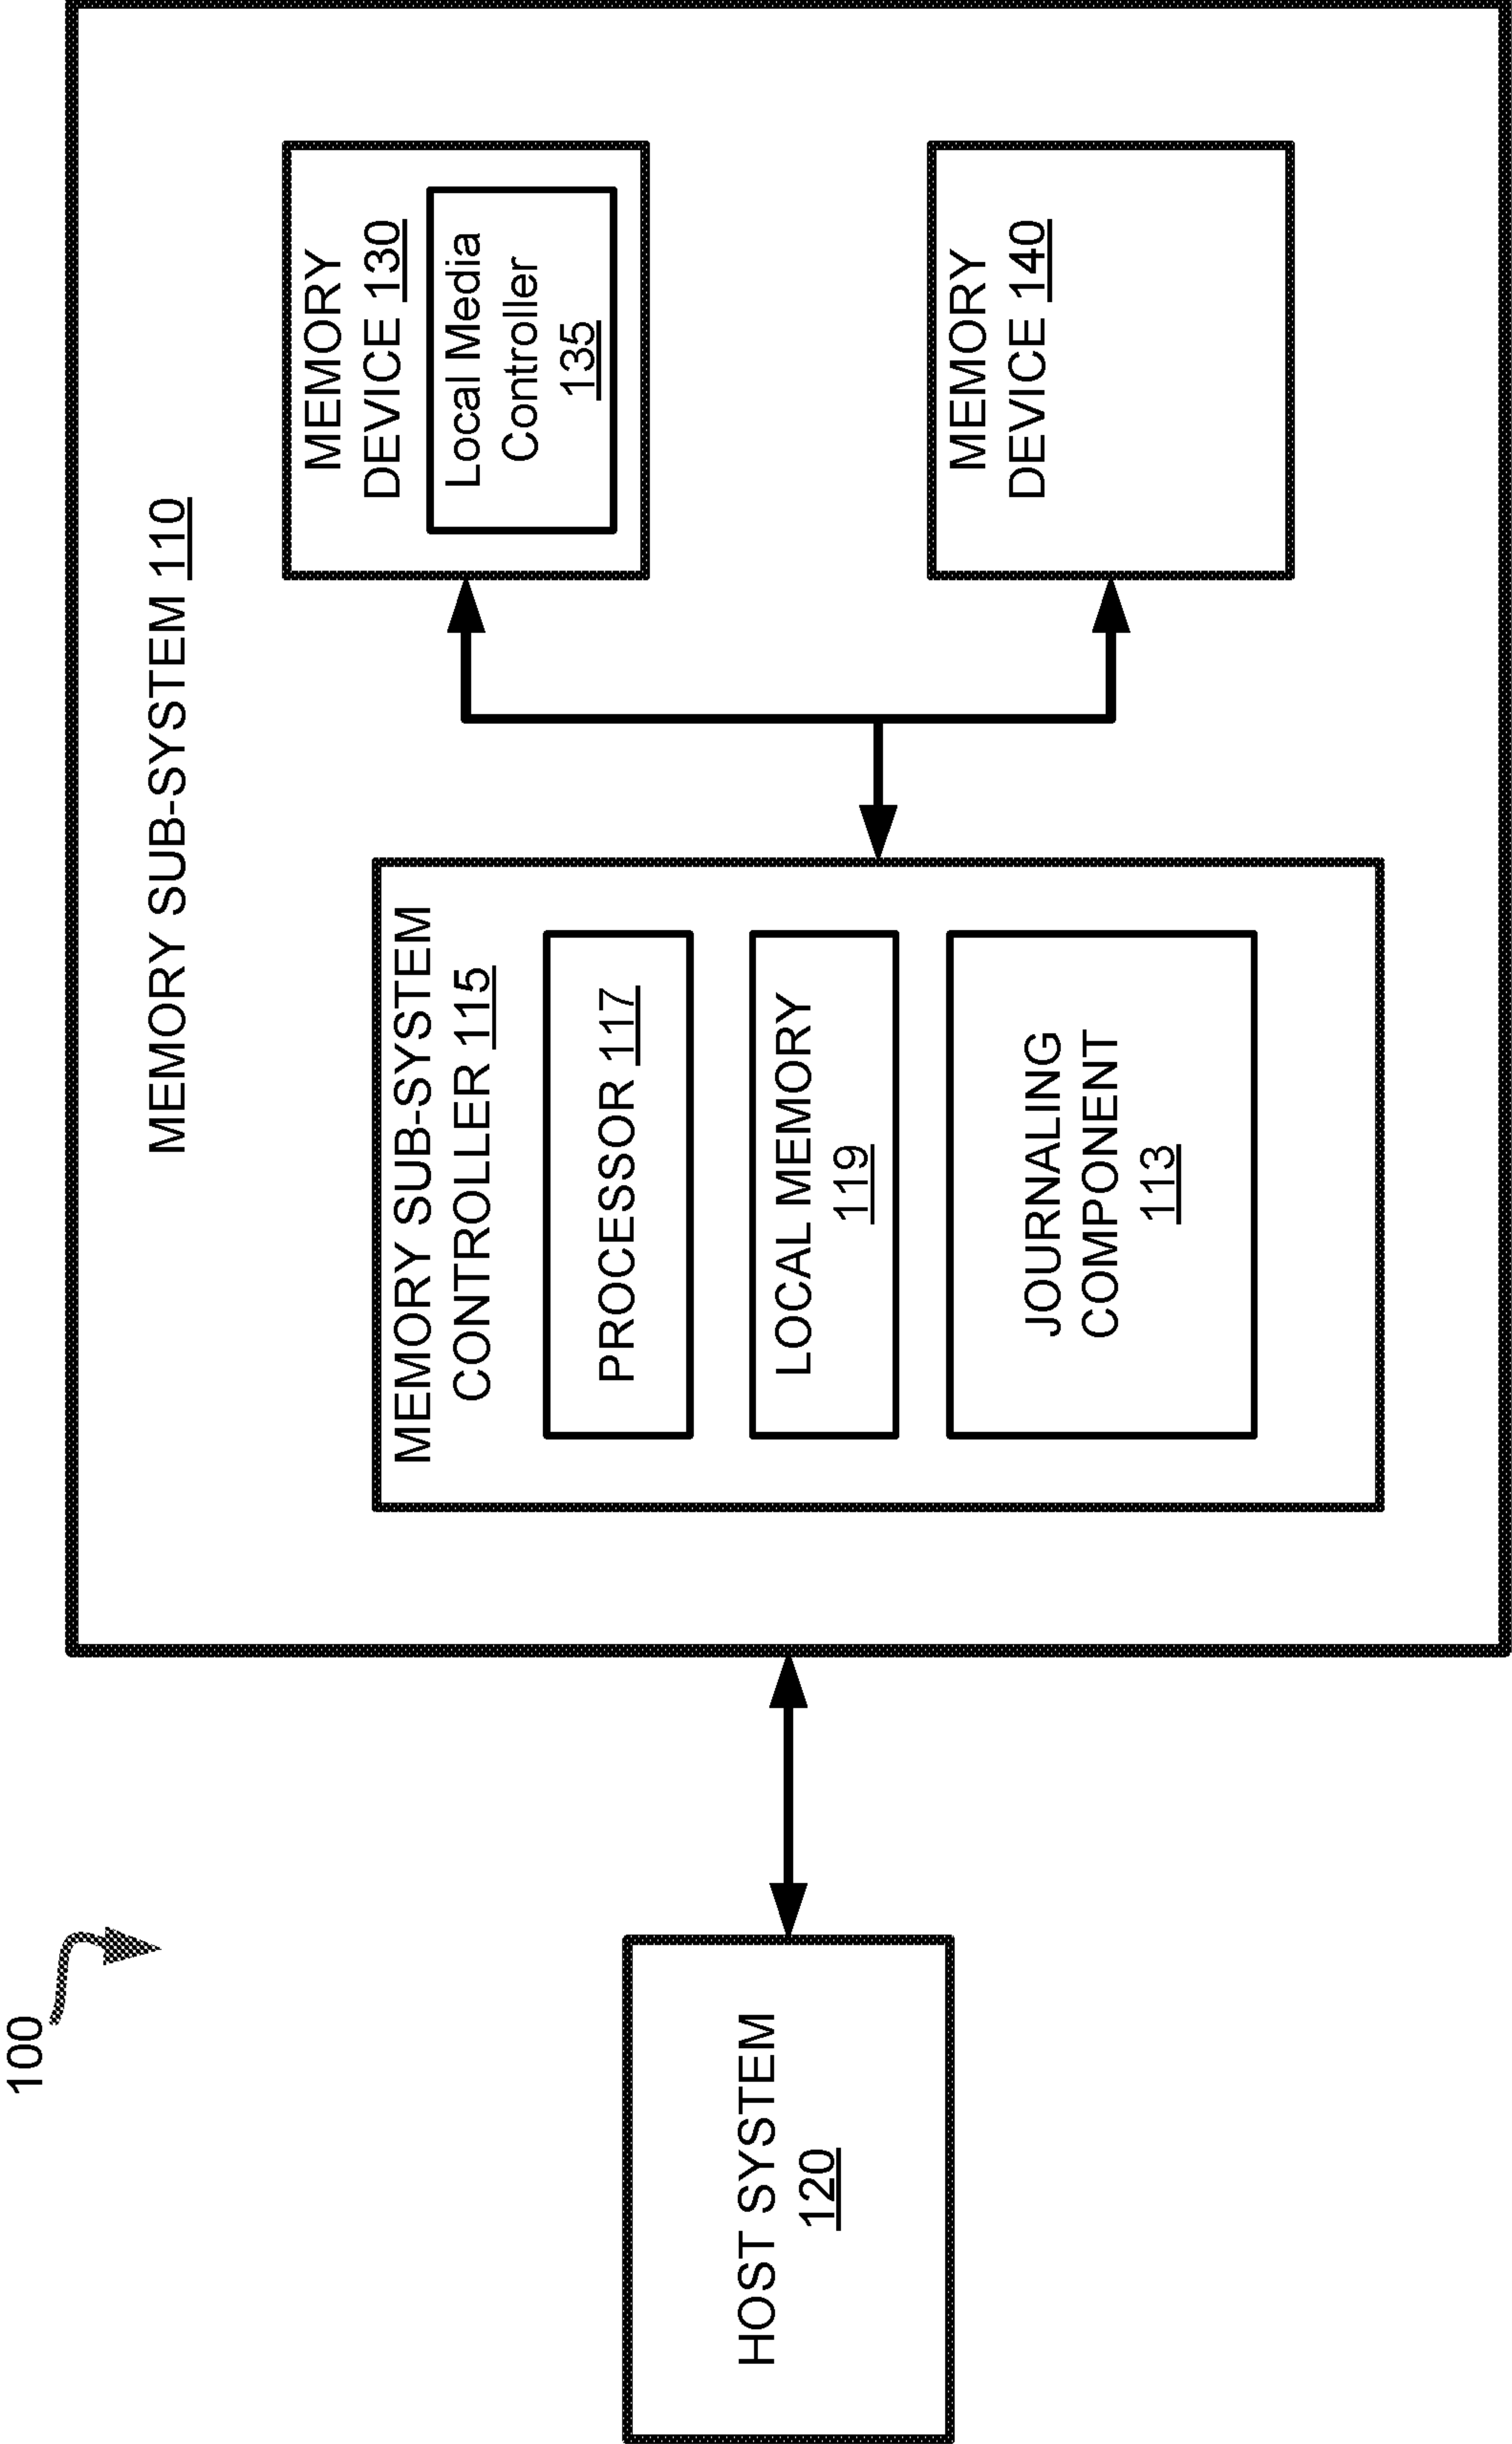 100
HOST SYSTEM
120
MEMORY SUB-SYSTEM 110
MEMORY SUB-SYSTEM
CONTROLLER 115
PROCESSOR 117
LOCAL MEMORY
119
JOURNALING
COMPONENT
113
MEMORY
DEVICE 130
Local Media
Controller
135
MEMORY
DEVICE 140